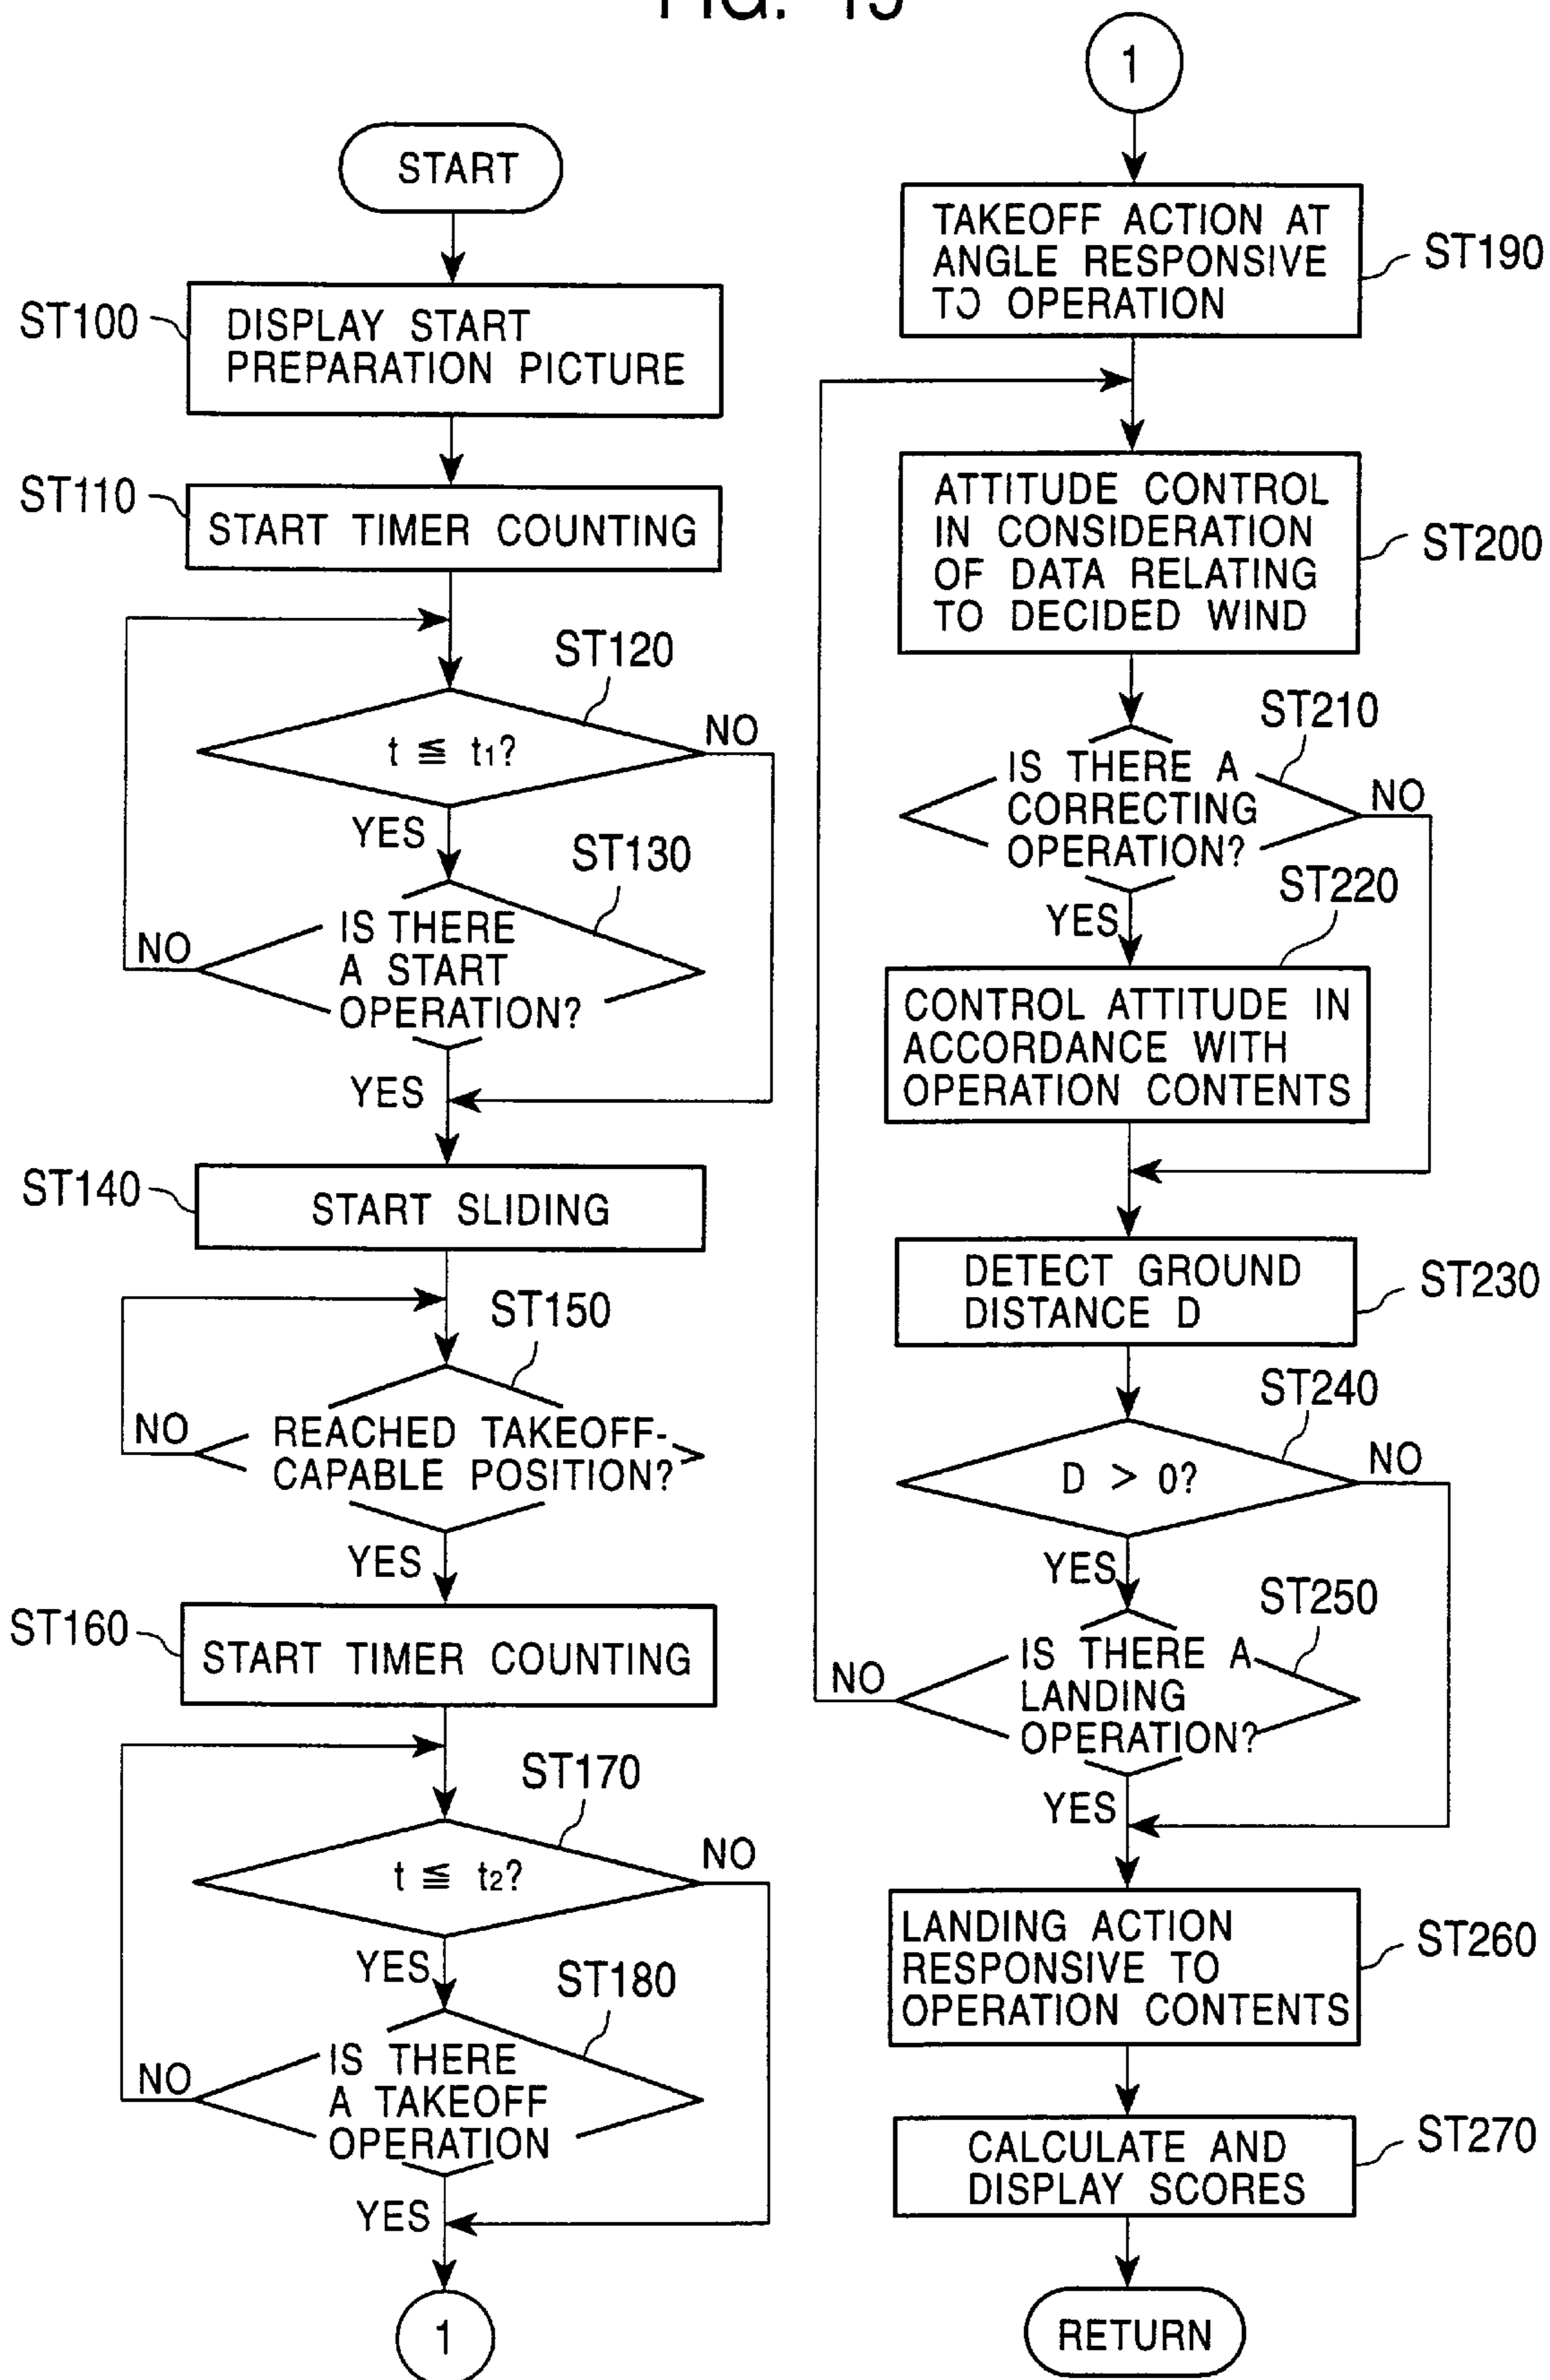 FIG. 15
START
ST100
DISPLAY START
PREPARATION PICTURE
ST110
START TIMER COUNTING
ST120
t ≦ t1?
NO
YES
ST130
IS THERE
A START
OPERATION?
NO
YES
ST140
START SLIDING
ST150
REACHED TAKEOFF-
CAPABLE POSITION?
NO
YES
ST160
START TIMER COUNTING
ST170
t ≦ t2?
NO
YES
ST180
IS THERE
A TAKEOFF
OPERATION
NO
YES
1
1
TAKEOFF ACTION AT
ANGLE RESPONSIVE
TO OPERATION
ST190
ATTITUDE CONTROL
IN CONSIDERATION
OF DATA RELATING
TO DECIDED WIND
ST200
ST210
IS THERE A
CORRECTING
OPERATION?
NO
YES
ST220
CONTROL ATTITUDE IN
ACCORDANCE WITH
OPERATION CONTENTS
DETECT GROUND
DISTANCE D
ST230
ST240
D > 0?
NO
YES
ST250
IS THERE A
LANDING
OPERATION?
NO
YES
LANDING ACTION
RESPONSIVE TO
OPERATION CONTENTS
ST260
CALCULATE AND
DISPLAY SCORES
ST270
RETURN